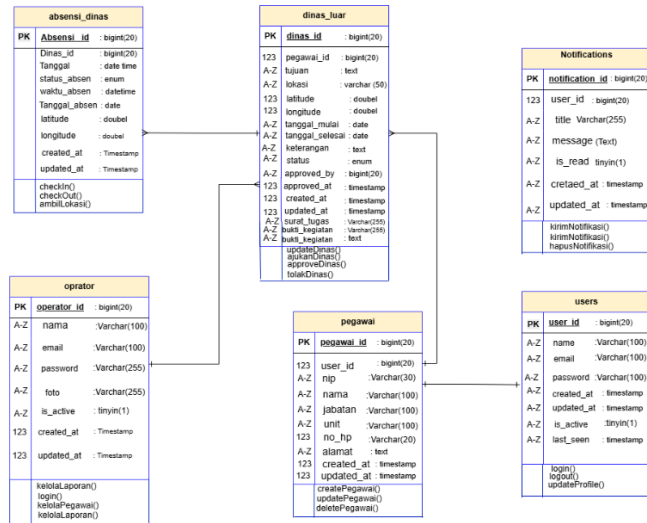 absensi_dinas
PK Absensi_id : bigint(20)
Dinas_id : bigint(20)
Tanggal : date time
status_absen : enum
waktu_absen : datetime
Tanggal_absen : date
latitude : doubel
longitude : doubel
created_at : Timestamp
updated_at : Timestamp
checkIn()
checkOut()
ambilLokasi()
dinas_luar
PK dinas_id : bigint(20)
123 pegawai_id : bigint(20)
A-Z tujuan : text
A-Z lokasi : varchar (50)
123 latitude : doubel
123 longitude : doubel
A-Z tanggal_mulai : date
A-Z tanggal_selesai : date
A-Z keterangan : text
A-Z status : enum
A-Z approved_by : bigint(20)
123 approved_at : timestamp
123 created_at : timestamp
123 updated_at : timestamp
A-Z surat_tugas : Varchar(255)
A-Z bukti_kegiatan : Varchar(255)
A-Z bukti_kegiatan : text
updateDinas()
ajukanDinas()
approveDinas()
tolakDinas()
Notifications
PK notification_id : bigint(20)
123 user_id : bigint(20)
A-Z title Varchar(255)
A-Z message (Text)
A-Z is_read tinyin(1)
A-Z cretaed_at : timestamp
A-Z updated_at : timestamp
kirimNotifikasi()
kirimNotifikasi()
hapusNotifikasi()
oprator
PK operator_id : bigint(20)
A-Z nama :Varchar(100)
A-Z email :Varchar(100)
A-Z password :Varchar(255)
A-Z foto :Varchar(255)
A-Z is_active : tinyin(1)
123 created_at : Timestamp
123 updated_at : Timestamp
kelolaLaporan()
login()
kelolaPegawai()
kelolaLaporan()
pegawai
PK pegawai_id : bigint(20)
123 user_id : bigint(20)
A-Z nip :Varchar(30)
A-Z nama :Varchar(100)
A-Z jabatan :Varchar(100)
A-Z unit :Varchar(100)
123 no_hp :Varchar(20)
A-Z alamat : text
123 created_at : timestamp
123 updated_at : timestamp
createPegawai()
updatePegawai()
deletePegawai()
users
PK user_id : bigint(20)
A-Z name :Varchar(100)
A-Z email :Varchar(100)
A-Z password :Varchar(100)
A-Z created_at : timestamp
A-Z updated_at : timestamp
A-Z is_active :tinyin(1)
A-Z last_seen : timestamp
login()
logout()
updateProfile()